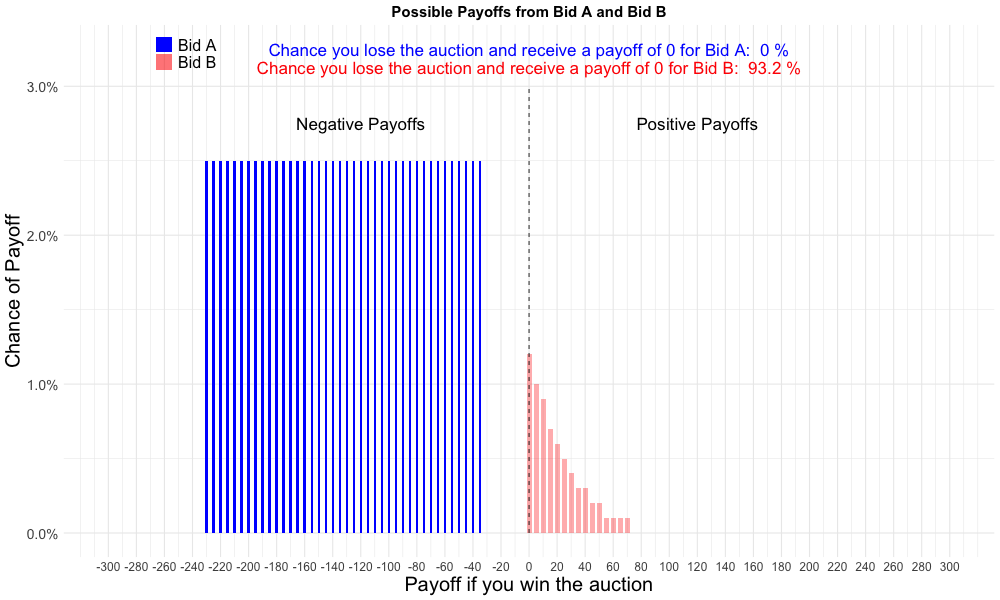 Possible Payoffs from Bid A and Bid B
Bid A
Bid B
Chance you lose the auction and receive a payoff of 0 for Bid A:  0 %
Chance you lose the auction and receive a payoff of 0 for Bid B:  93.2 %
Negative Payoffs
Positive Payoffs
Chance of Payoff
3.0%
2.0%
1.0%
0.0%
-300 -280 -260 -240 -220 -200 -180 -160 -140 -120 -100 -80 -60 -40 -20 0 20 40 60 80 100 120 140 160 180 200 220 240 260 280 300
Payoff if you win the auction